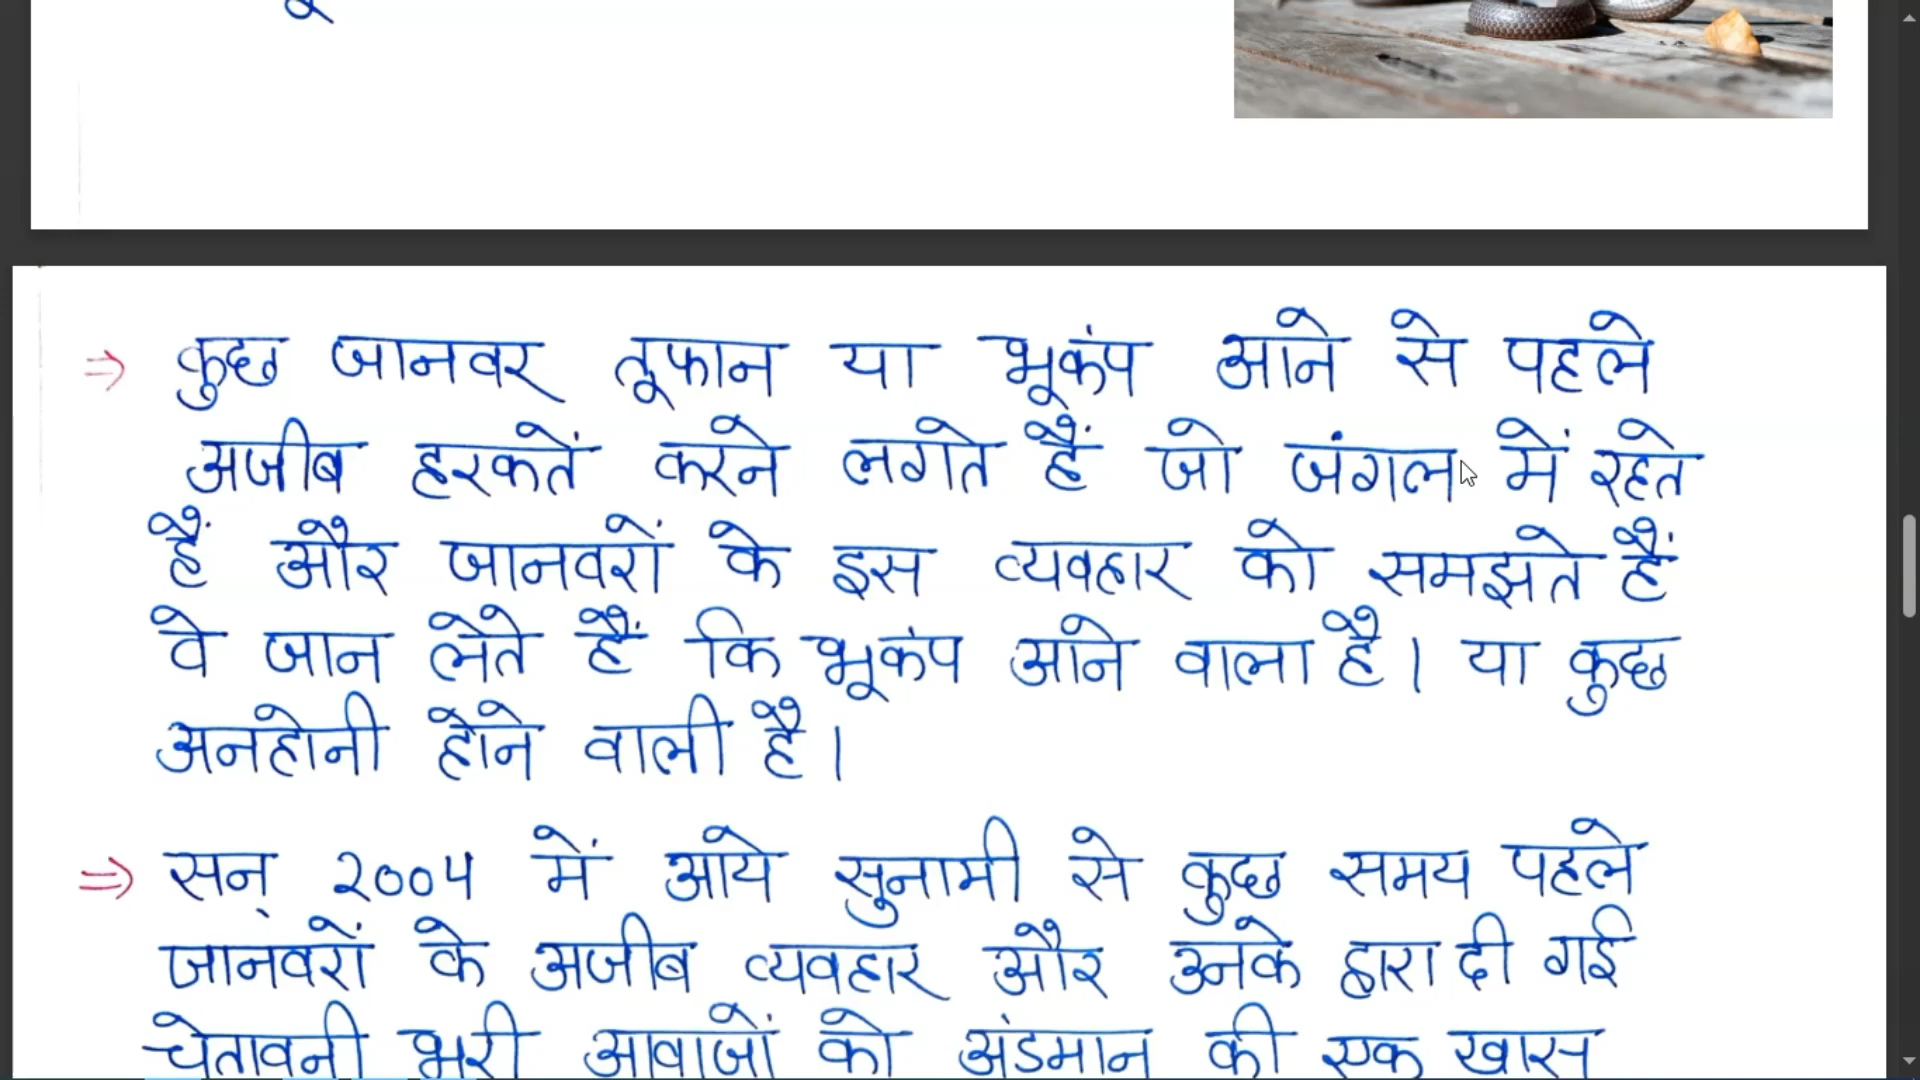 ⇒ कुछ जानवर तूफान या भूकंप आने से पहले
अजीब हरकतें करने लगते हैं जो जंगल में रहते
हैं और जानवरों के इस व्यवहार को समझते हैं
वे जान लेते हैं कि भूकंप आने वाला है। या कुछ
अनहोनी होने वाली है।
⇒ सन् २००4 में आये सुनामी से कुछ समय पहले
जानवरों के अजीब व्यवहार और उनके द्वारा दी गई
चेतावनी भरी आवाजों को अंडमान की एक खास